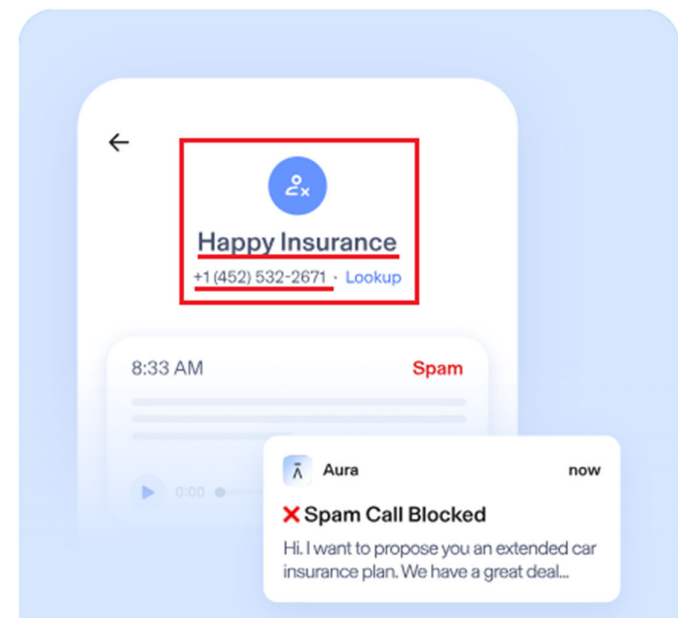 Happy Insurance
+1 (452) 532-2671 · Lookup
8:33 AM Spam
0:00
Aura now
❌ Spam Call Blocked
Hi. I want to propose you an extended car
insurance plan. We have a great deal...